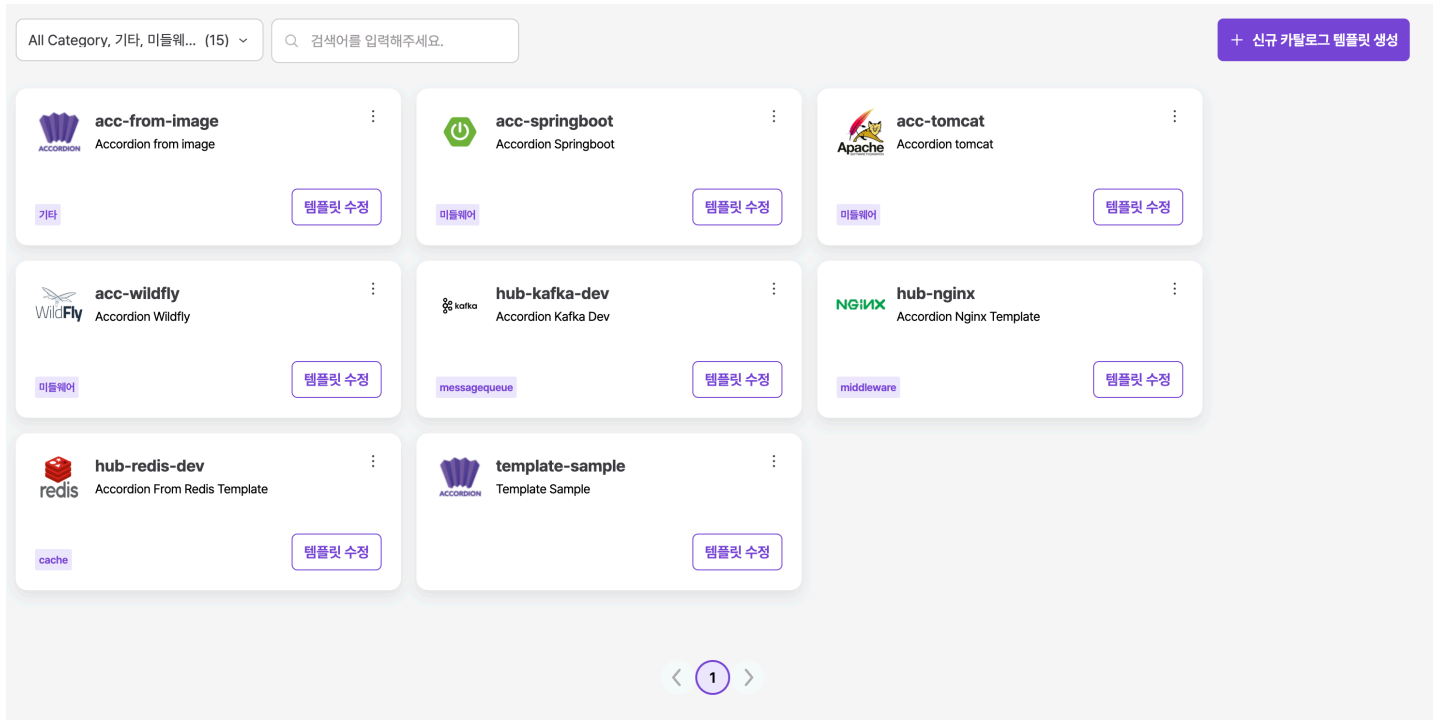 All Category, 기타, 미들웨... (15)
검색어를 입력해주세요.
+ 신규 카탈로그 템플릿 생성
ACCORDION
acc-from-image
Accordion from image
기타
템플릿 수정
acc-springboot
Accordion Springboot
미들웨어
템플릿 수정
Apache
acc-tomcat
Accordion tomcat
미들웨어
템플릿 수정
WildFly
acc-wildfly
Accordion Wildfly
미들웨어
템플릿 수정
kafka
hub-kafka-dev
Accordion Kafka Dev
messagequeue
템플릿 수정
NGINX
hub-nginx
Accordion Nginx Template
middleware
템플릿 수정
redis
hub-redis-dev
Accordion From Redis Template
cache
템플릿 수정
ACCORDION
template-sample
Template Sample
템플릿 수정
1